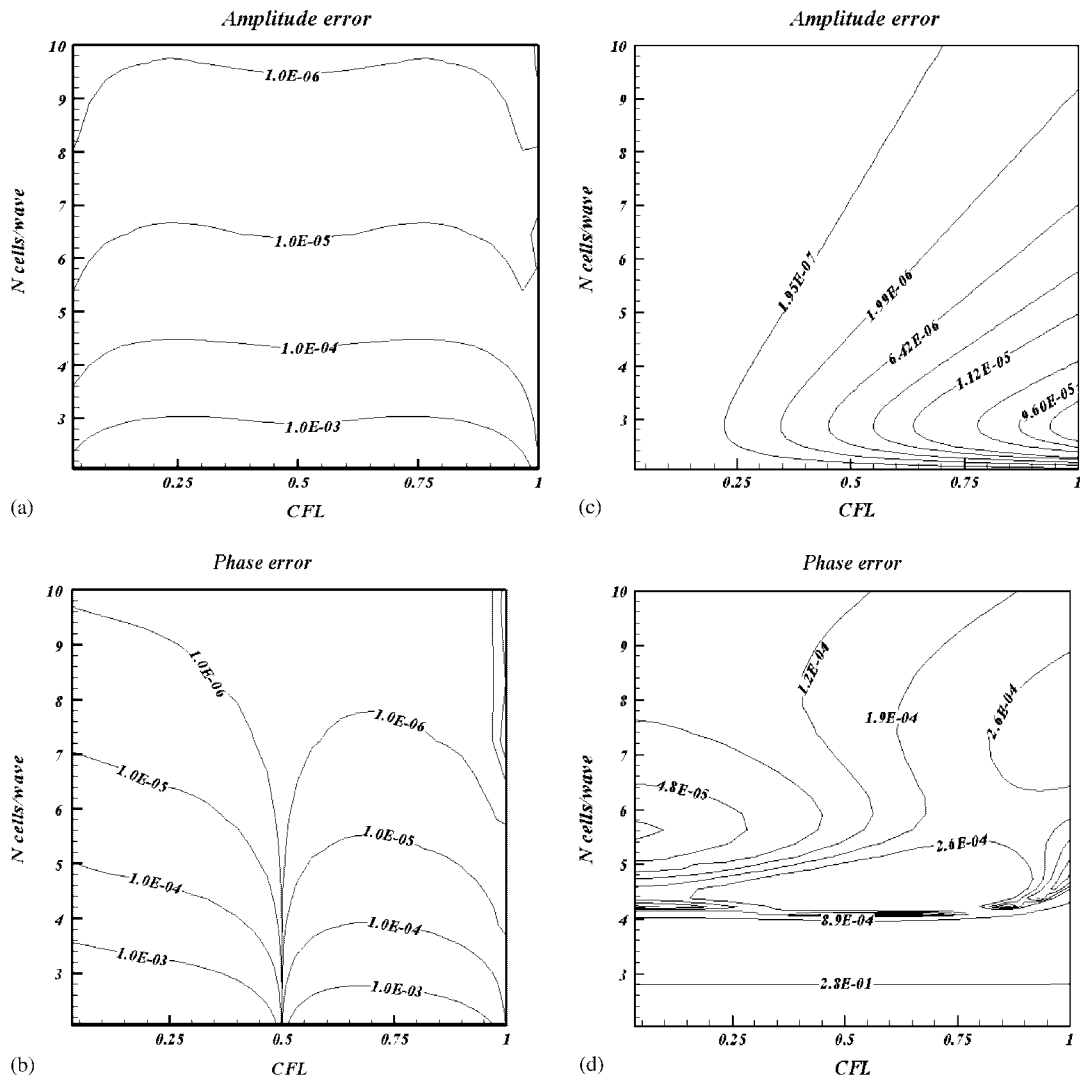 Amplitude error
10
9
8
7
6
5
4
3
N cells/wave
1.0E-06
1.0E-05
1.0E-04
1.0E-03
0.25
0.5
0.75
1
CFL
(a)
Amplitude error
10
9
8
7
6
5
4
3
N cells/wave
1.95E-07
1.99E-06
6.42E-06
1.12E-05
9.60E-05
0.25
0.5
0.75
1
CFL
(c)
Phase error
10
9
8
7
6
5
4
3
N cells/wave
1.0E-06
1.0E-06
1.0E-05
1.0E-05
1.0E-04
1.0E-04
1.0E-03
1.0E-03
0.25
0.5
0.75
1
CFL
(b)
Phase error
10
9
8
7
6
5
4
3
N cells/wave
1.2E-04
1.9E-04
2.6E-04
4.8E-05
2.6E-04
8.9E-04
2.8E-01
0.25
0.5
0.75
1
CFL
(d)